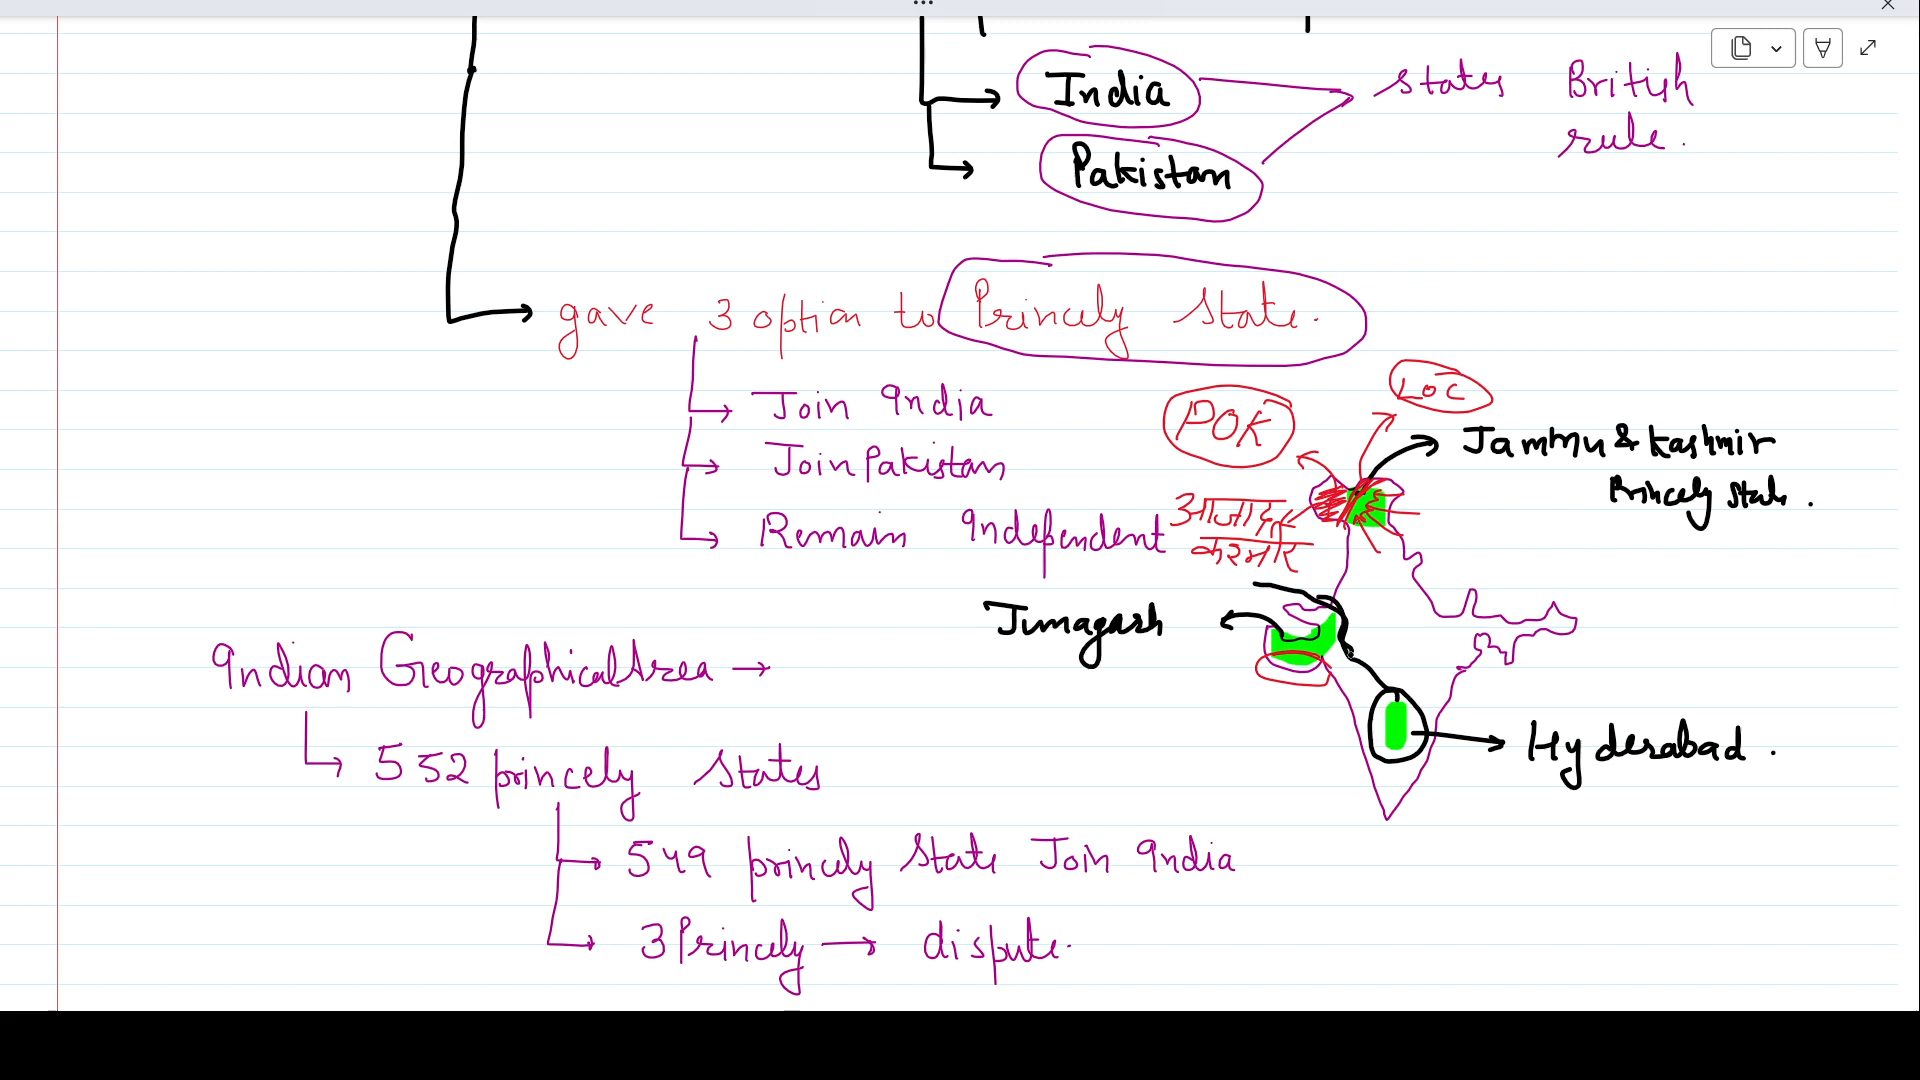 India
states British
rule.
Pakistan
gave 3 option to Princely State.
Join India
Join Pakistan
Remain Independent
POK
LOC
Jammu & Kashmir
Princely State.
आजाद
कश्मीर
Junagarh
Hyderabad.
Indian Geographical Area →
552 princely states
549 princely State Join India
3 Princely → dispute.